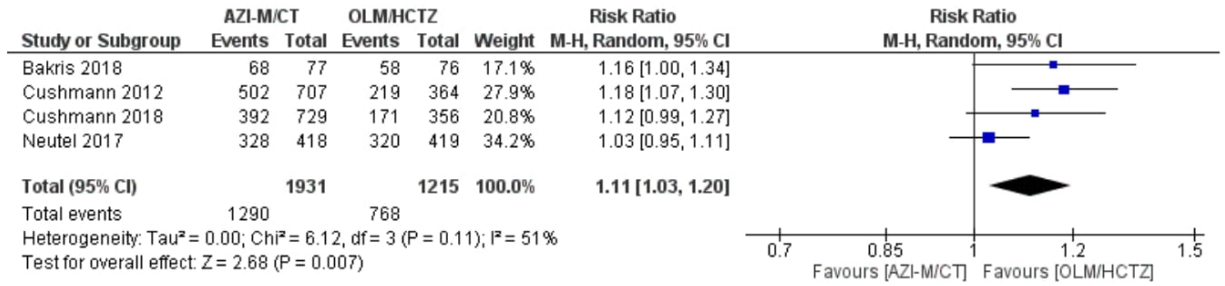 AZI-M/CT OLM/HCTZ Risk Ratio Risk Ratio
Study or Subgroup Events Total Events Total Weight M-H, Random, 95% CI M-H, Random, 95% CI
Bakris 2018 68 77 58 76 17.1% 1.16 [1.00, 1.34]
Cushmann 2012 502 707 219 364 27.9% 1.18 [1.07, 1.30]
Cushmann 2018 392 729 171 356 20.8% 1.12 [0.99, 1.27]
Neutel 2017 328 418 320 419 34.2% 1.03 [0.95, 1.11]
Total (95% CI) 1931 1215 100.0% 1.11 [1.03, 1.20]
Total events 1290 768
Heterogeneity: Tau² = 0.00; Chi² = 6.12, df = 3 (P = 0.11); I² = 51%
Test for overall effect: Z = 2.68 (P = 0.007)
0.7 0.85 1 1.2 1.5
Favours [AZI-M/CT] Favours [OLM/HCTZ]